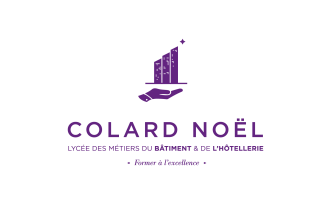 COLARD NOËL
LYCÉE DES MÉTIERS DU BÂTIMENT & DE L'HÔTELLERIE
• Former à l'excellence •